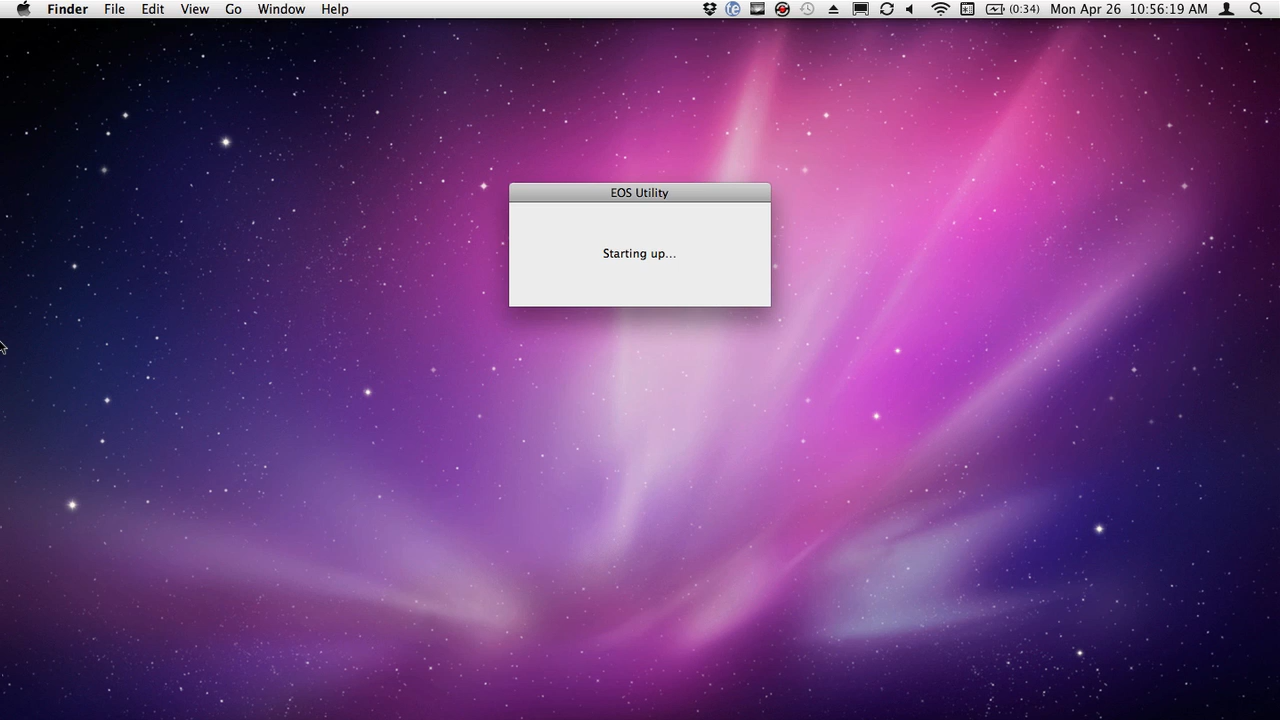 Finder File Edit View Go Window Help (0:34) Mon Apr 26 10:56:19 AM
EOS Utility
Starting up...